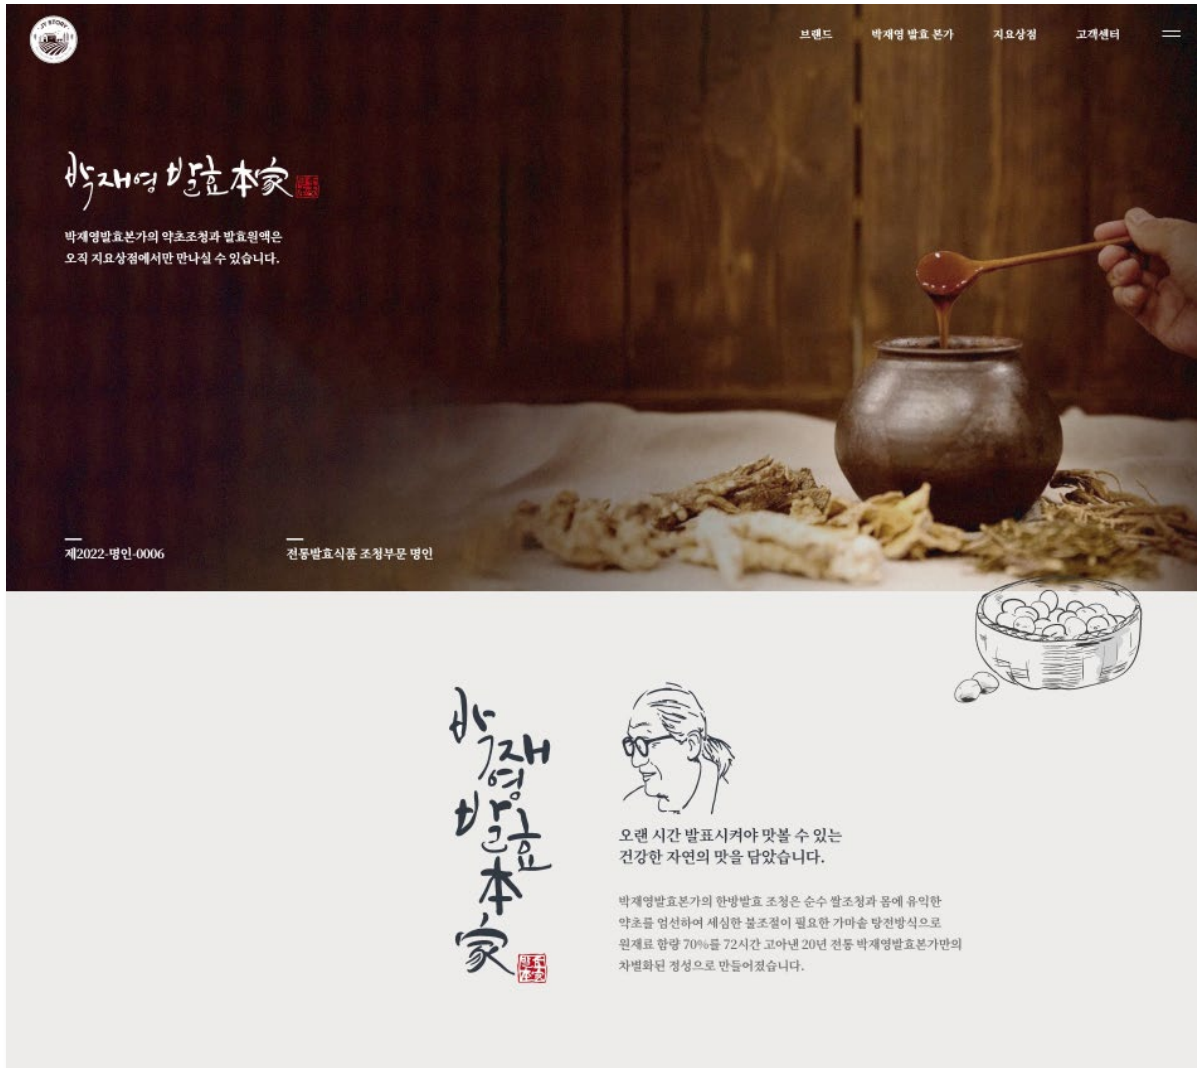 JY STORY
브랜드
박재영 발효 본가
지요상점
고객센터
박재영 발효 本家
박재영발효본가의 약초조청과 발효원액은
오직 지요상점에서만 만나실 수 있습니다.
제2022-명인-0006
전통발효식품 조청부문 명인
박재영
발효
本
家
오랜 시간 발표시켜야 맛볼 수 있는
건강한 자연의 맛을 담았습니다.
박재영발효본가의 한방발효 조청은 순수 쌀조청과 몸에 유익한
약초를 엄선하여 세심한 불조절이 필요한 가마솥 탕전방식으로
원재료 함량 70%를 72시간 고아낸 20년 전통 박재영발효본가만의
차별화된 정성으로 만들어졌습니다.